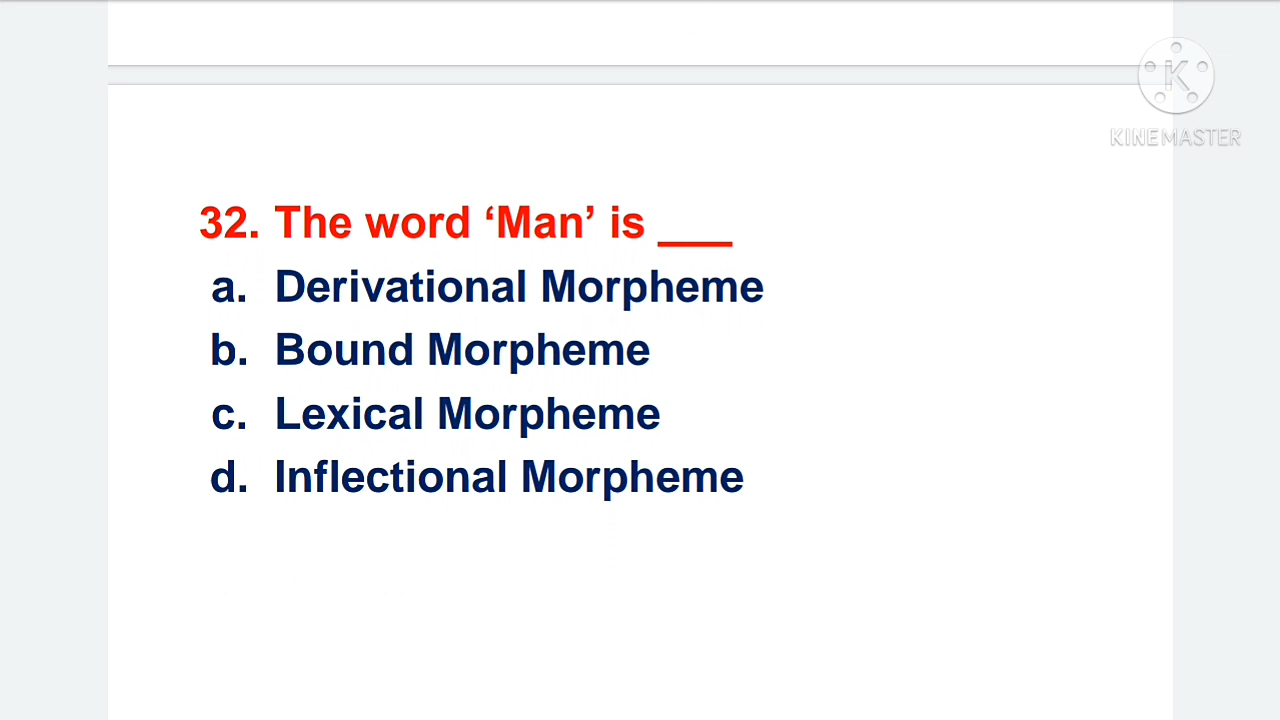 KINEMASTER
32. The word ‘Man’ is ___
a. Derivational Morpheme
b. Bound Morpheme
c. Lexical Morpheme
d. Inflectional Morpheme